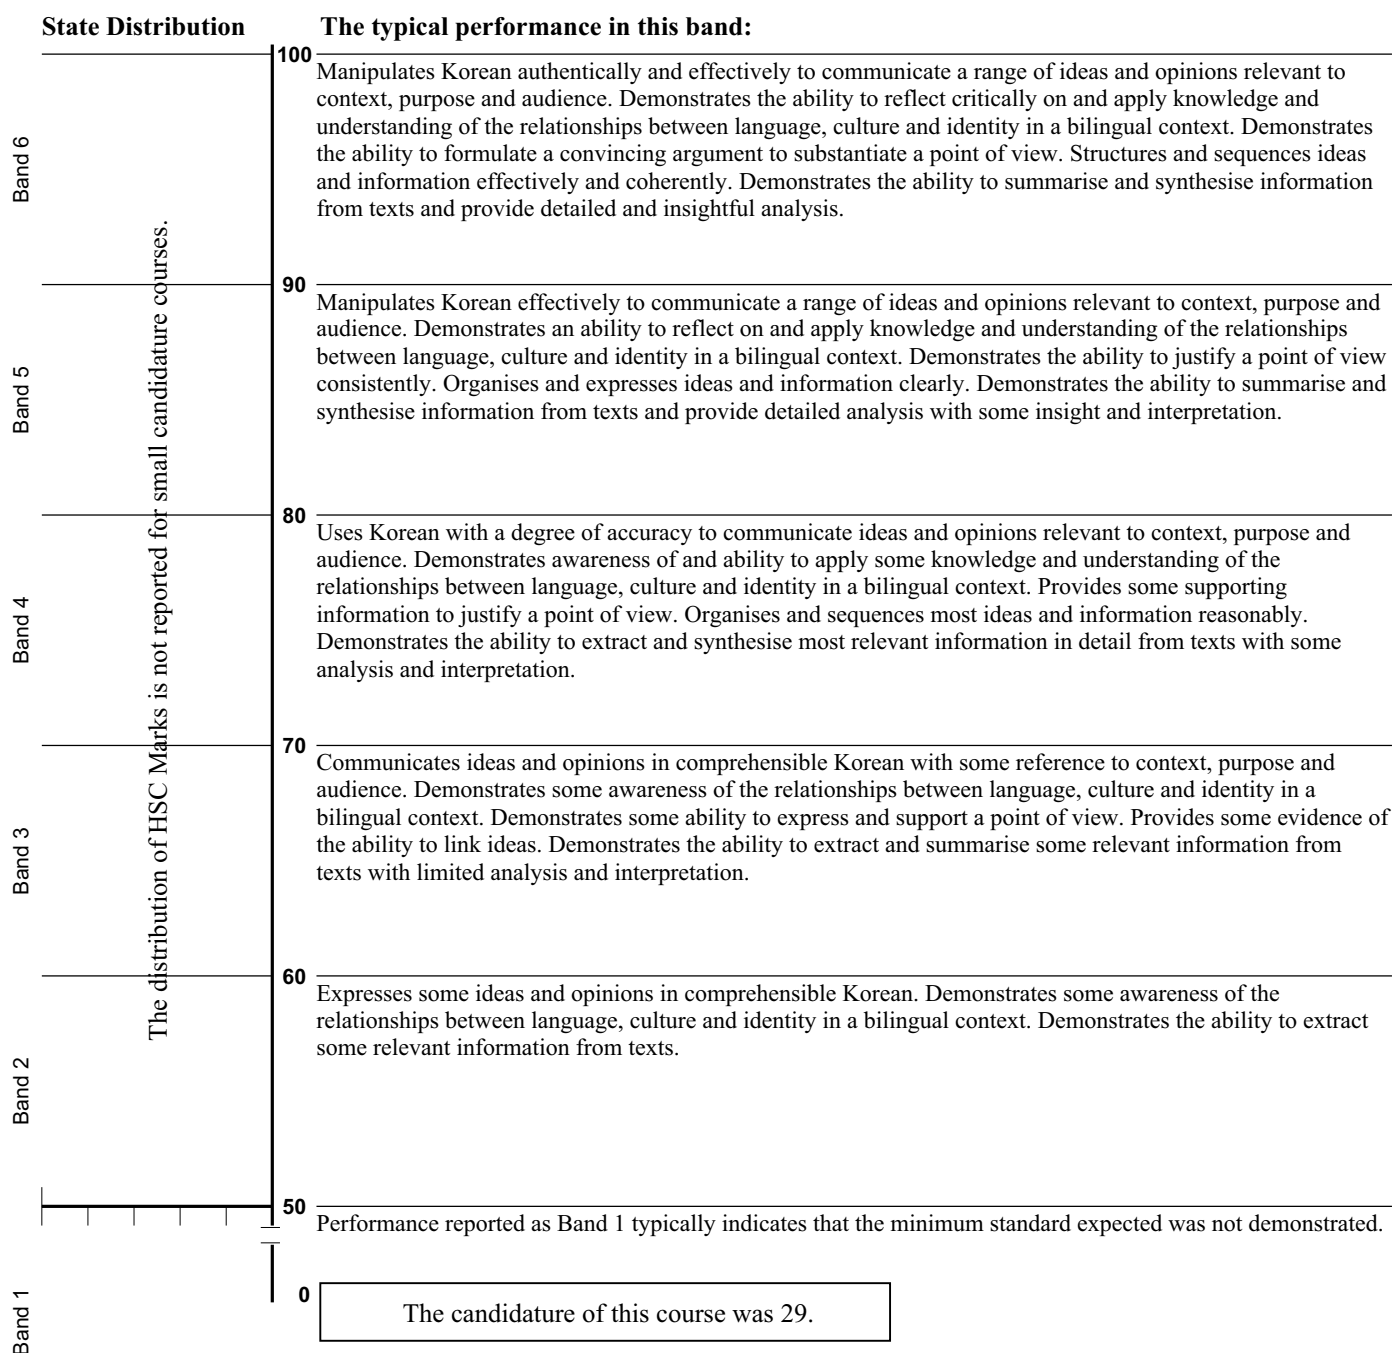 State Distribution
The typical performance in this band:
100
Manipulates Korean authentically and effectively to communicate a range of ideas and opinions relevant to
context, purpose and audience. Demonstrates the ability to reflect critically on and apply knowledge and
understanding of the relationships between language, culture and identity in a bilingual context. Demonstrates
the ability to formulate a convincing argument to substantiate a point of view. Structures and sequences ideas
and information effectively and coherently. Demonstrates the ability to summarise and synthesise information
from texts and provide detailed and insightful analysis.
Band 6
The distribution of HSC Marks is not reported for small candidature courses.
90
Manipulates Korean effectively to communicate a range of ideas and opinions relevant to context, purpose and
audience. Demonstrates an ability to reflect on and apply knowledge and understanding of the relationships
between language, culture and identity in a bilingual context. Demonstrates the ability to justify a point of view
consistently. Organises and expresses ideas and information clearly. Demonstrates the ability to summarise and
synthesise information from texts and provide detailed analysis with some insight and interpretation.
Band 5
80
Uses Korean with a degree of accuracy to communicate ideas and opinions relevant to context, purpose and
audience. Demonstrates awareness of and ability to apply some knowledge and understanding of the
relationships between language, culture and identity in a bilingual context. Provides some supporting
information to justify a point of view. Organises and sequences most ideas and information reasonably.
Demonstrates the ability to extract and synthesise most relevant information in detail from texts with some
analysis and interpretation.
Band 4
70
Communicates ideas and opinions in comprehensible Korean with some reference to context, purpose and
audience. Demonstrates some awareness of the relationships between language, culture and identity in a
bilingual context. Demonstrates some ability to express and support a point of view. Provides some evidence of
the ability to link ideas. Demonstrates the ability to extract and summarise some relevant information from
texts with limited analysis and interpretation.
Band 3
60
Expresses some ideas and opinions in comprehensible Korean. Demonstrates some awareness of the
relationships between language, culture and identity in a bilingual context. Demonstrates the ability to extract
some relevant information from texts.
Band 2
50
Performance reported as Band 1 typically indicates that the minimum standard expected was not demonstrated.
0
Band 1
The candidature of this course was 29.